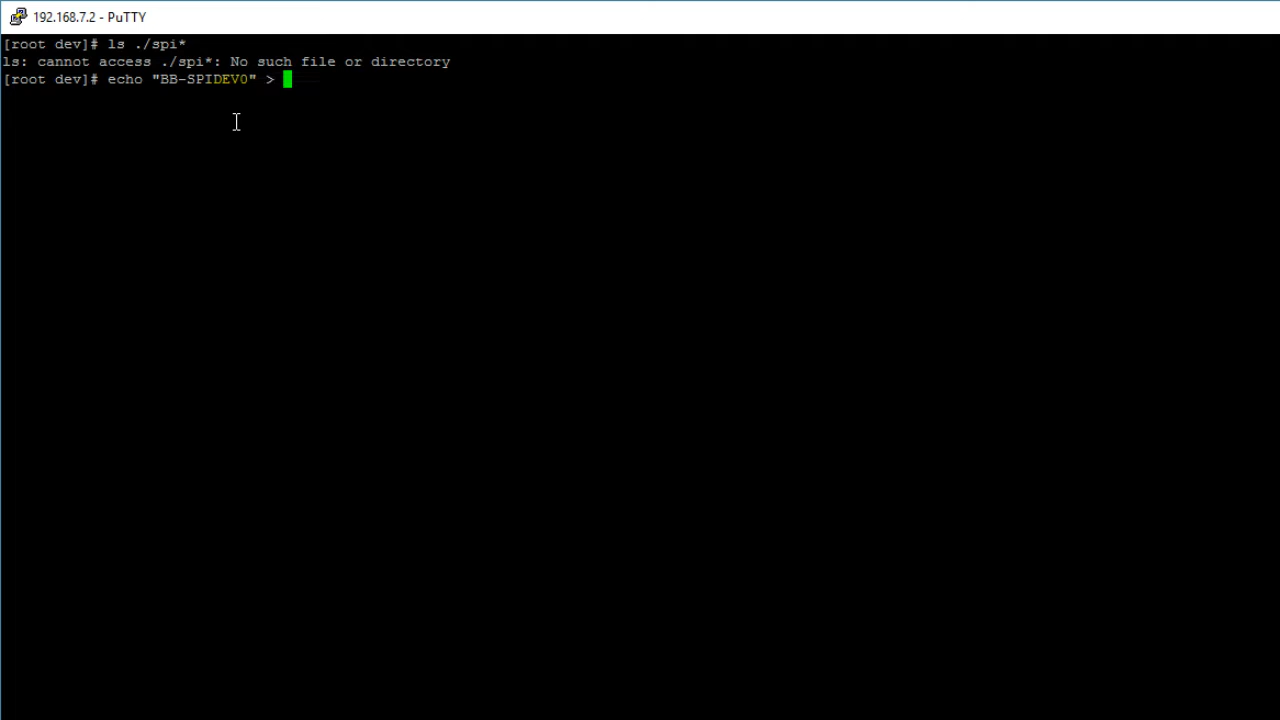 192.168.7.2 - PuTTY
[root dev]# ls ./spi*
ls: cannot access ./spi*: No such file or directory
[root dev]# echo "BB-SPIDEV0" >